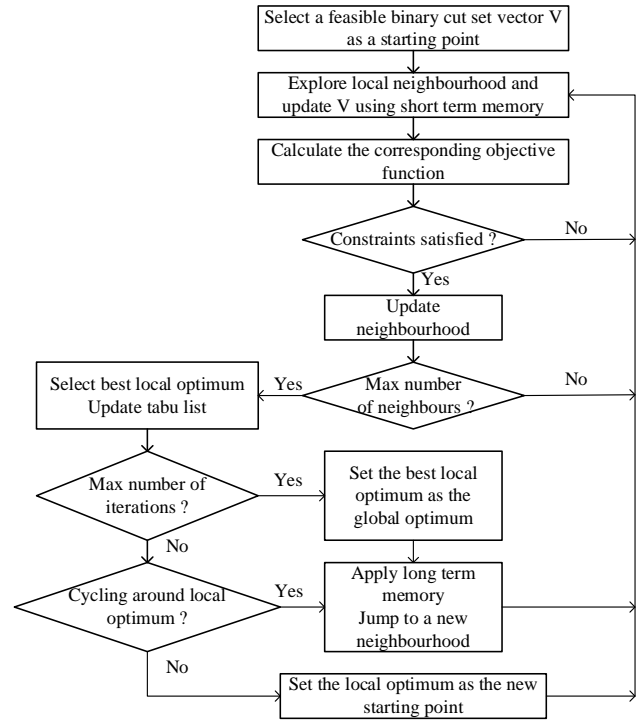 Select a feasible binary cut set vector V
as a starting point
Explore local neighbourhood and
update V using short term memory
Calculate the corresponding objective
function
Constraints satisfied ?
No
Yes
Update
neighbourhood
Max number
of neighbours ?
No
Yes
Select best local optimum
Update tabu list
Max number of
iterations ?
Yes
Set the best local
optimum as the
global optimum
No
Cycling around local
optimum ?
Yes
Apply long term
memory
Jump to a new
neighbourhood
No
Set the local optimum as the new
starting point